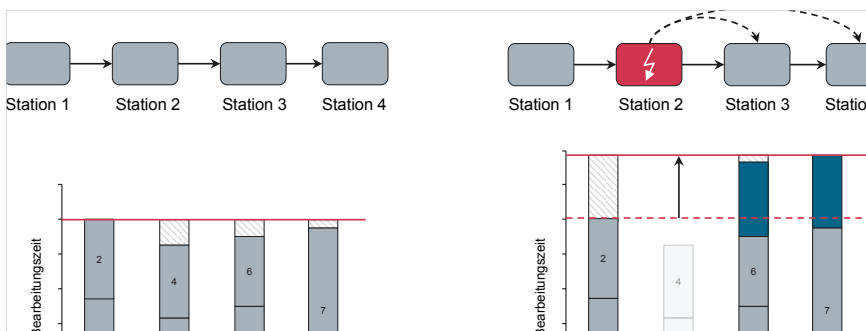 Station 1 Station 2 Station 3 Station 4
Station 1 Station 2 Station 3 Statio
Bearbeitungszeit
2 4 6 7
Bearbeitungszeit
2 4 6 7